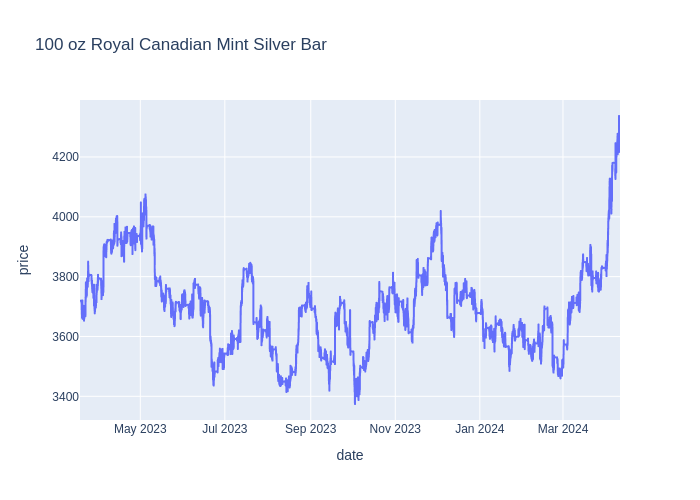 100 oz Royal Canadian Mint Silver Bar
4200
4000
3800
3600
3400
price
May 2023 Jul 2023 Sep 2023 Nov 2023 Jan 2024 Mar 2024
date